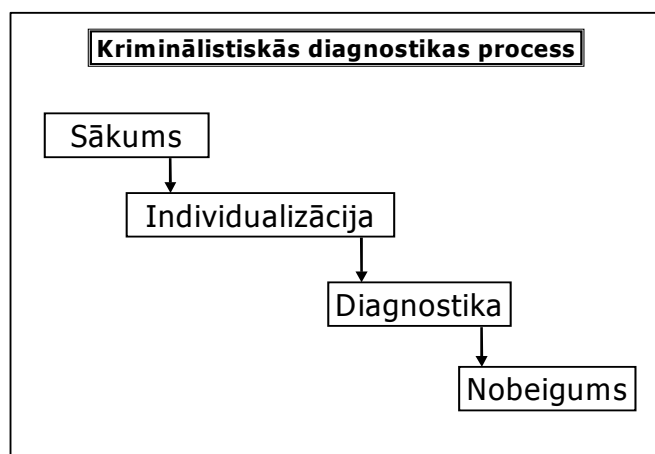 Kriminālistiskās diagnostikas process
Sākums
Individualizācija
Diagnostika
Nobeigums